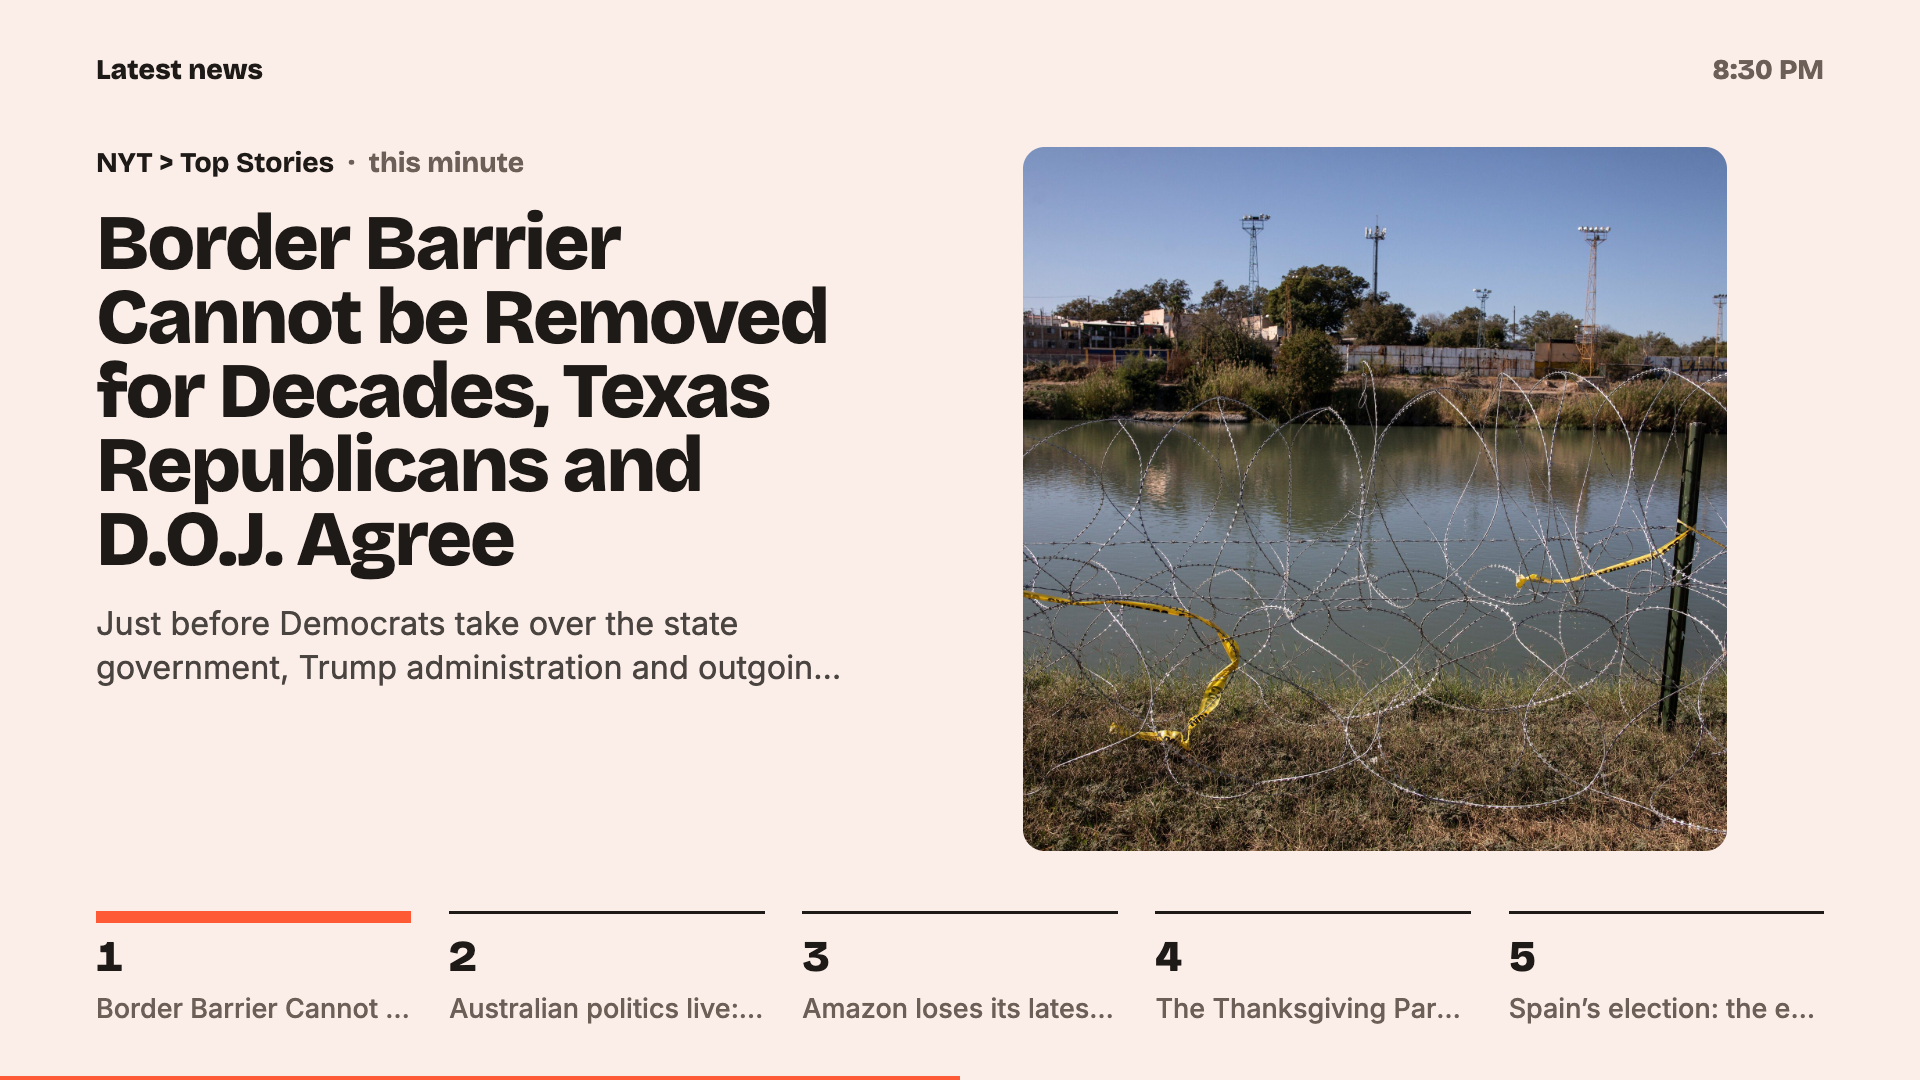 Latest news
8:30 PM
NYT > Top Stories · this minute
Border Barrier
Cannot be Removed
for Decades, Texas
Republicans and
D.O.J. Agree
Just before Democrats take over the state
government, Trump administration and outgoin...
1
Border Barrier Cannot ...
2
Australian politics live:...
3
Amazon loses its lates...
4
The Thanksgiving Par...
5
Spain’s election: the e...